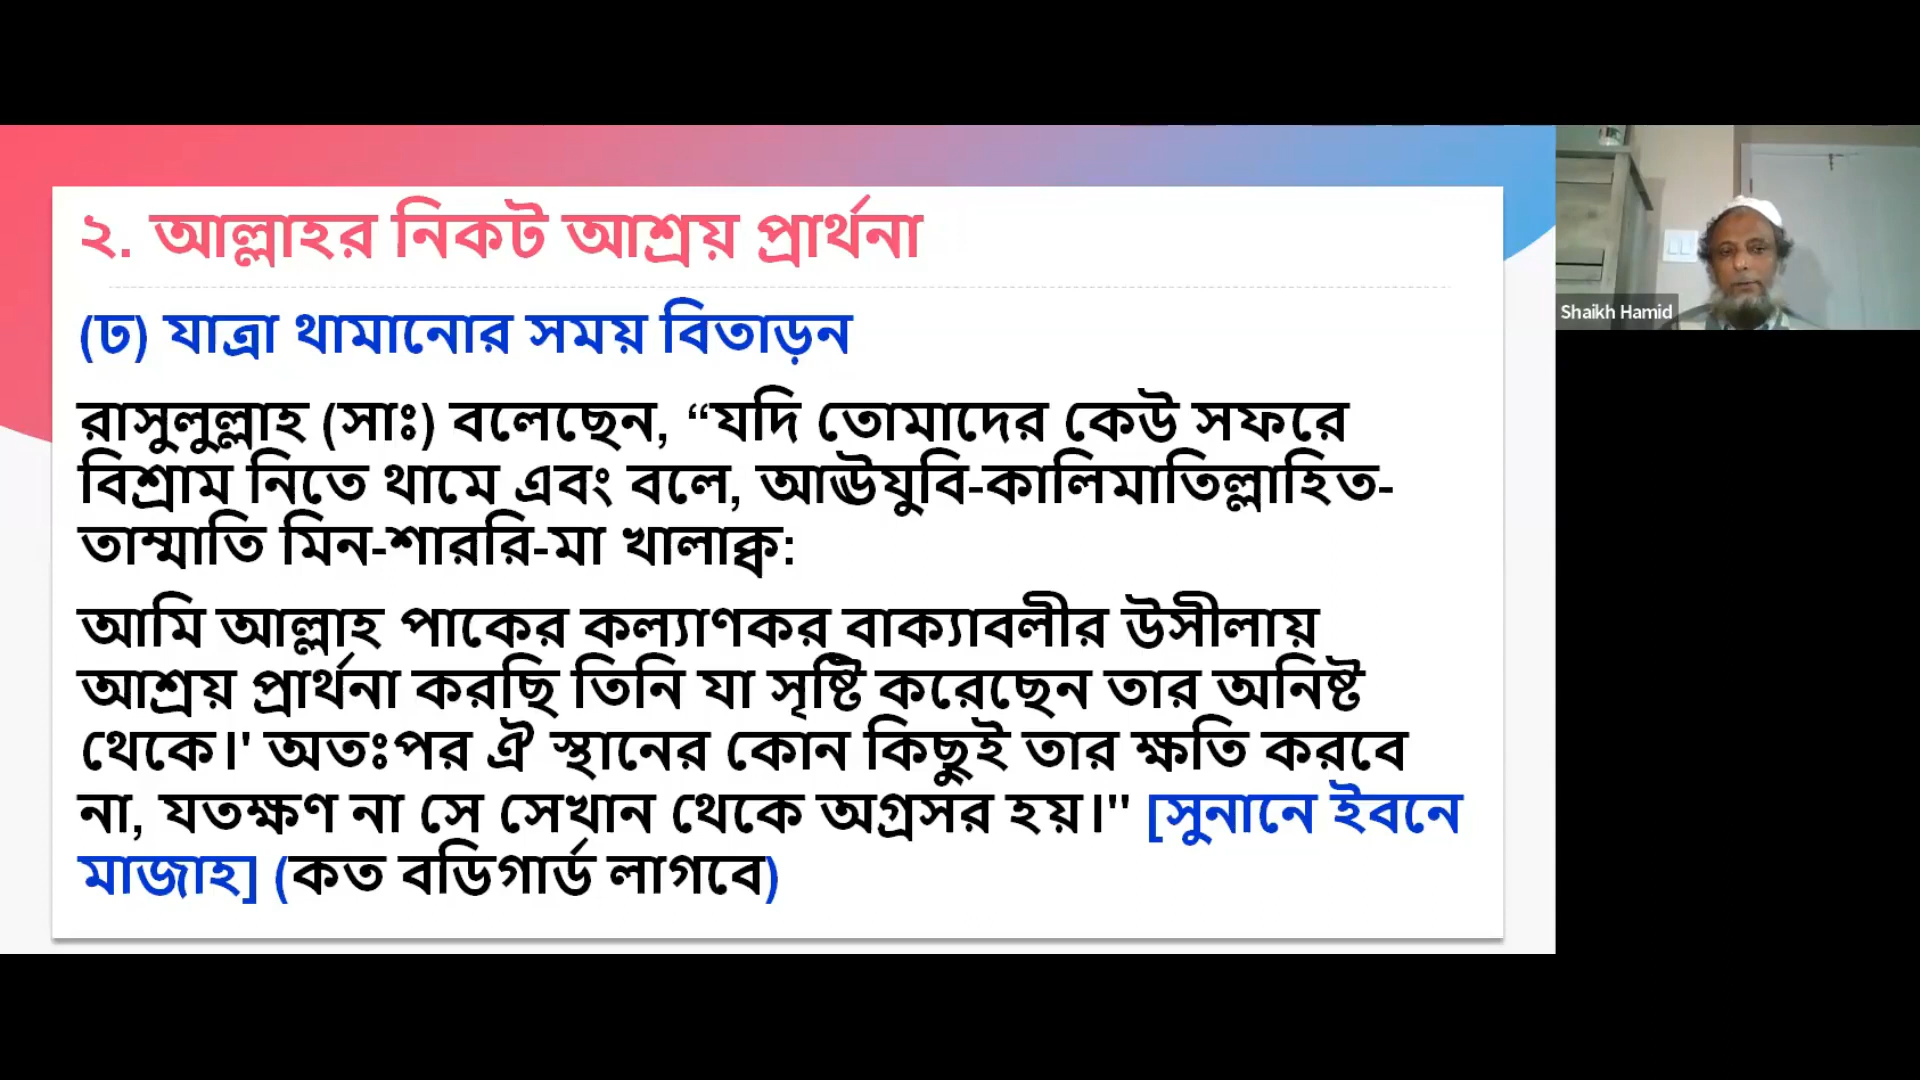 ২. আল্লাহর নিকট আশ্রয় প্রার্থনা
(ঢ) যাত্রা থামানোর সময় বিতাড়ন
রাসুলুল্লাহ (সাঃ) বলেছেন, “যদি তোমাদের কেউ সফরে
বিশ্রাম নিতে থামে এবং বলে, আঊযুবি-কালিমাতিল্লাহিত-
তাম্মাতি মিন-শাররি-মা খালাক্ব:
আমি আল্লাহ পাকের কল্যাণকর বাক্যাবলীর উসীলায়
আশ্রয় প্রার্থনা করছি তিনি যা সৃষ্টি করেছেন তার অনিষ্ট
থেকে।' অতঃপর ঐ স্থানের কোন কিছুই তার ক্ষতি করবে
না, যতক্ষণ না সে সেখান থেকে অগ্রসর হয়।" [সুনানে ইবনে
মাজাহ] (কত বডিগার্ড লাগবে)
Shaikh Hamid